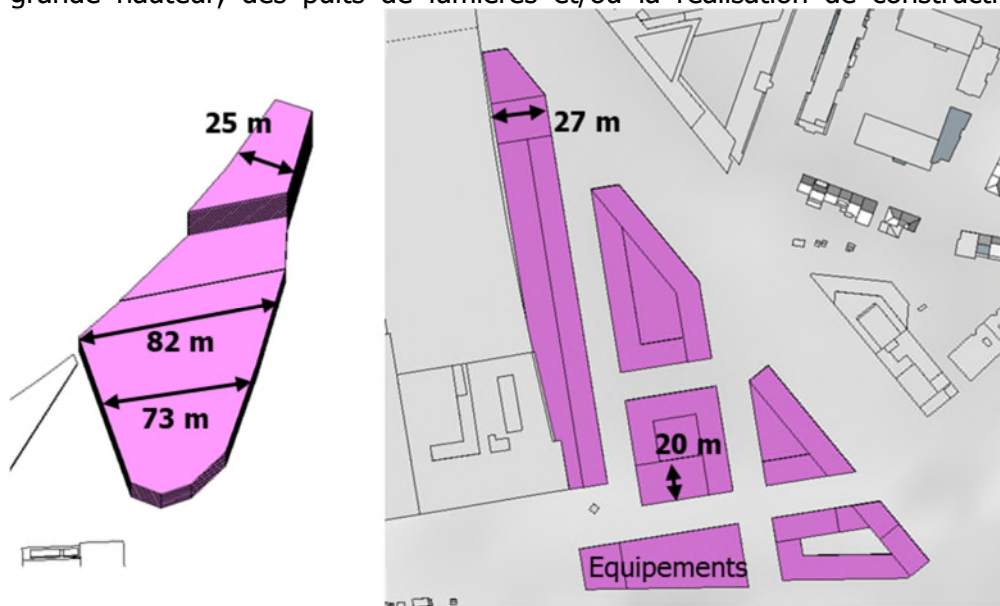 grande hauteur, des puits de lumières et/ou la réalisation de constructi
25 m
82 m
73 m
27 m
20 m
Equipements